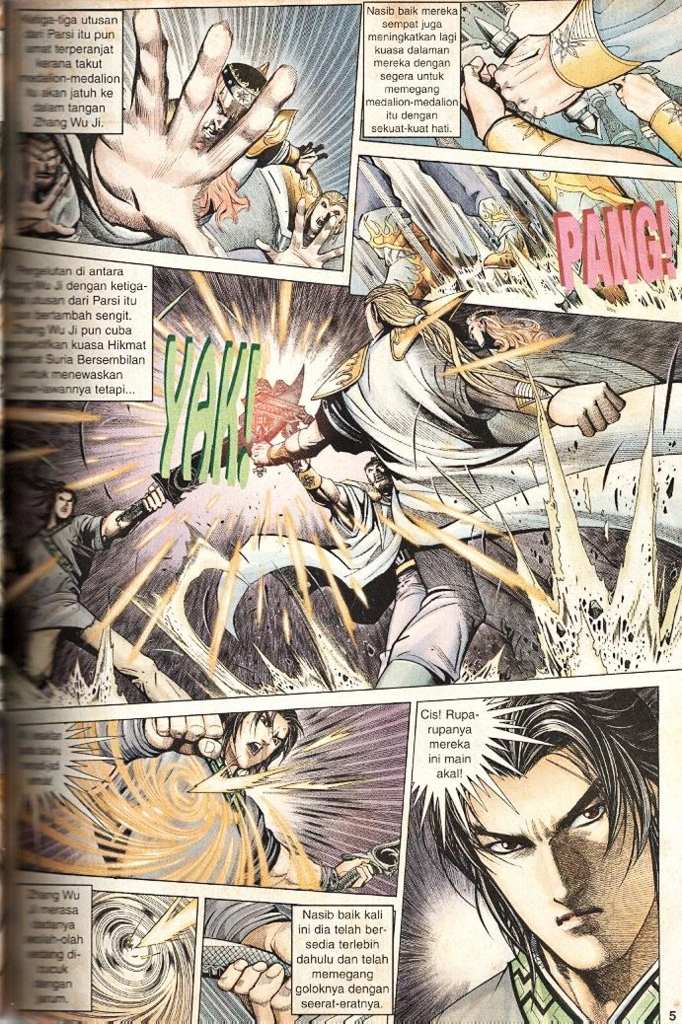 Ketiga-tiga utusan
dari Parsi itu pun
amat terperanjat
kerana takut
medalion-medalion
itu akan jatuh ke
dalam tangan
Zhang Wu Ji.
Nasib baik mereka
sempat juga
meningkatkan lagi
kuasa dalaman
mereka dengan
segera untuk
memegang
medalion-medalion
itu dengan
sekuat-kuat hati.
PANG!
Pergelutan di antara
Zhang Wu Ji dengan ketiga-
tiga utusan dari Parsi itu
pun bertambah sengit.
Zhang Wu Ji pun cuba
kuasa Hikmat
Suria Bersembilan
untuk menewaskan
lawan-lawannya tetapi...
YAK!
Cis! Rupa-
rupanya
mereka
ini main
akal!
Zhang Wu
Ji merasa
dadanya
seolah-olah
sedang di-
cucuk
dengan
jarum.
Nasib baik kali
ini dia telah ber-
sedia terlebih
dahulu dan telah
memegang
goloknya dengan
seerat-eratnya.
5